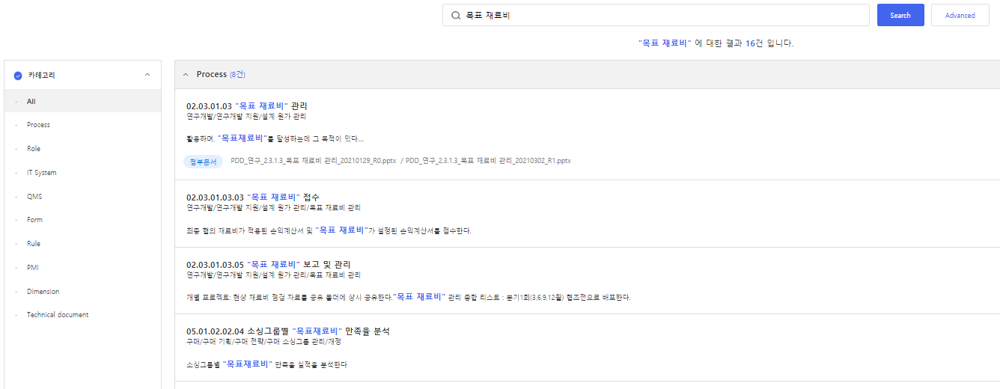 목표 재료비
Search
Advanced
"목표 재료비" 에 대한 결과 16건 입니다.
카테고리
· All
· Process
· Role
· IT System
· QMS
· Form
· Rule
· PMI
· Dimension
· Technical document
Process (8건)
02.03.01.03 "목표 재료비" 관리
연구개발/연구개발 지원/설계 원가 관리
활용하며, "목표재료비"를 달성하는데 그 목적이 있다....
첨부문서 PDD_연구_2.3.1.3_목표 재료비 관리_20210129_R0.pptx / PDD_연구_2.3.1.3_목표 재료비 관리_20210302_R1.pptx
02.03.01.03.03 "목표 재료비" 접수
연구개발/연구개발 지원/설계 원가 관리/목표 재료비 관리
최종 협의 재료비가 적용된 손익계산서 및 "목표 재료비"가 설정된 손익계산서를 접수한다.
02.03.01.03.05 "목표 재료비" 보고 및 관리
연구개발/연구개발 지원/설계 원가 관리/목표 재료비 관리
개별 프로젝트: 현상 재료비 점검 자료를 공유 폴더에 상시 공유한다."목표 재료비" 관리 종합 리스트 : 분기1회(3,6,9,12월) 협조전으로 배포한다.
05.01.02.02.04 소싱그룹별 "목표재료비" 만족율 분석
구매/구매 기획/구매 전략/구매 소싱그룹 관리/개정
소싱그룹별 "목표재료비" 만족율 실적을 분석한다